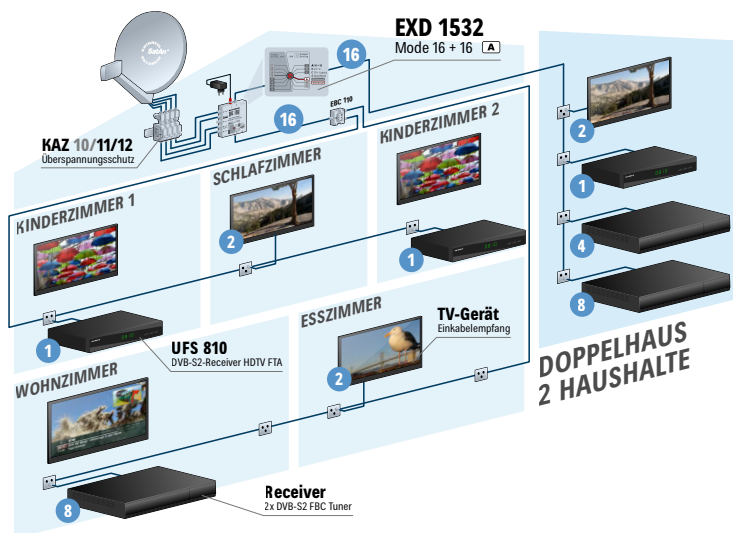 EXD 1532
Mode 16 + 16 A
16
16
EBC 110
KAZ 10/11/12
Überspannungsschutz
KINDERZIMMER 2
SCHLAFZIMMER
KINDERZIMMER 1
2
1
2
1
4
8
1
UFS 810
DVB-S2-Receiver HDTV FTA
ESSZIMMER
TV-Gerät
Einkabelempfang
2
DOPPELHAUS
2 HAUSHALTE
WOHNZIMMER
8
Receiver
2x DVB-S2 FBC Tuner